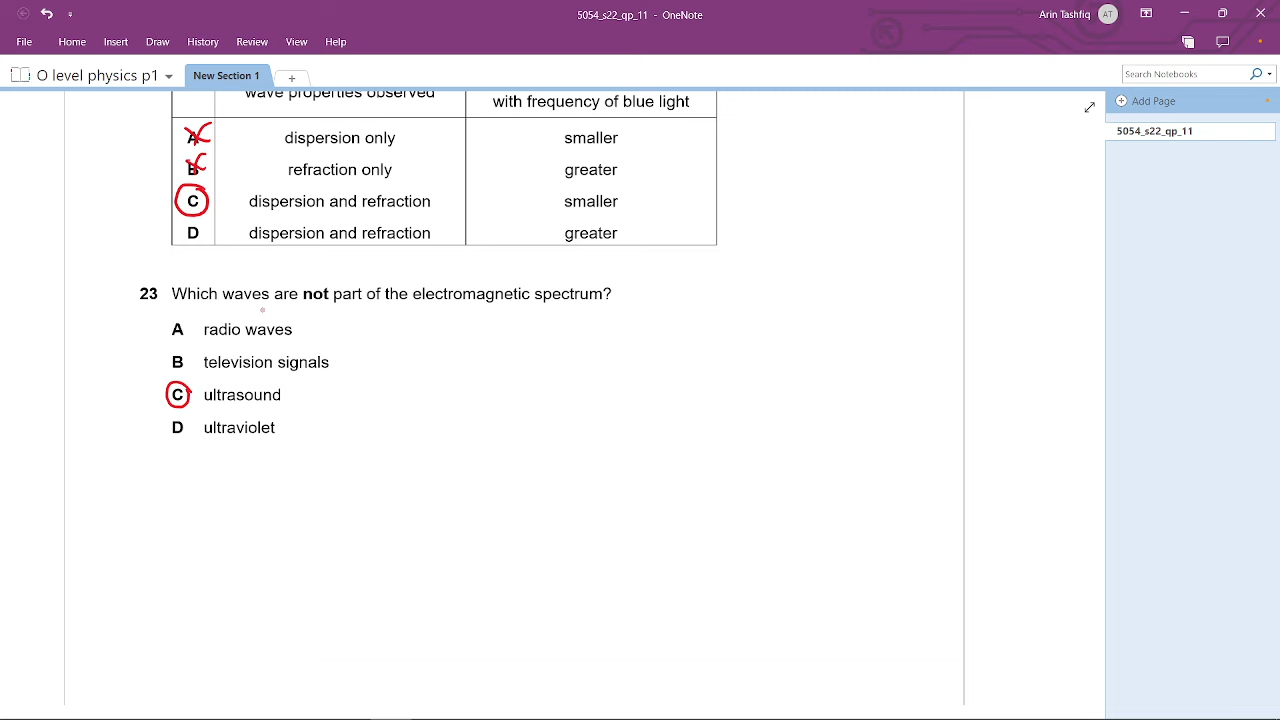 5054_s22_qp_11 - OneNote
Arin Tashfiq AT
File Home Insert Draw History Review View Help
O level physics p1 New Section 1 +
Search Notebooks
Add Page
5054_s22_qp_11
wave properties observed
with frequency of blue light
A dispersion only smaller
B refraction only greater
C dispersion and refraction smaller
D dispersion and refraction greater
23 Which waves are not part of the electromagnetic spectrum?
A radio waves
B television signals
C ultrasound
D ultraviolet